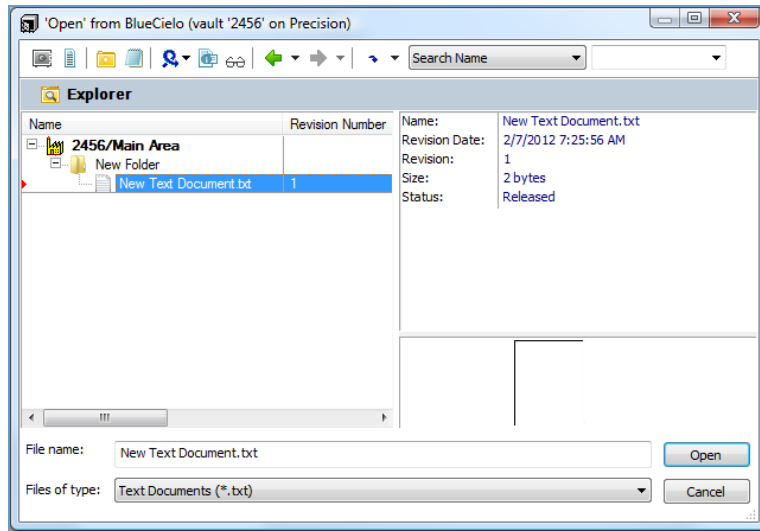 'Open' from BlueCielo (vault '2456' on Precision)
Search Name
Explorer
Name Revision Number
2456/Main Area
New Folder
New Text Document.txt 1
Name: New Text Document.txt
Revision Date: 2/7/2012 7:25:56 AM
Revision: 1
Size: 2 bytes
Status: Released
File name: New Text Document.txt Open
Files of type: Text Documents (*.txt) Cancel